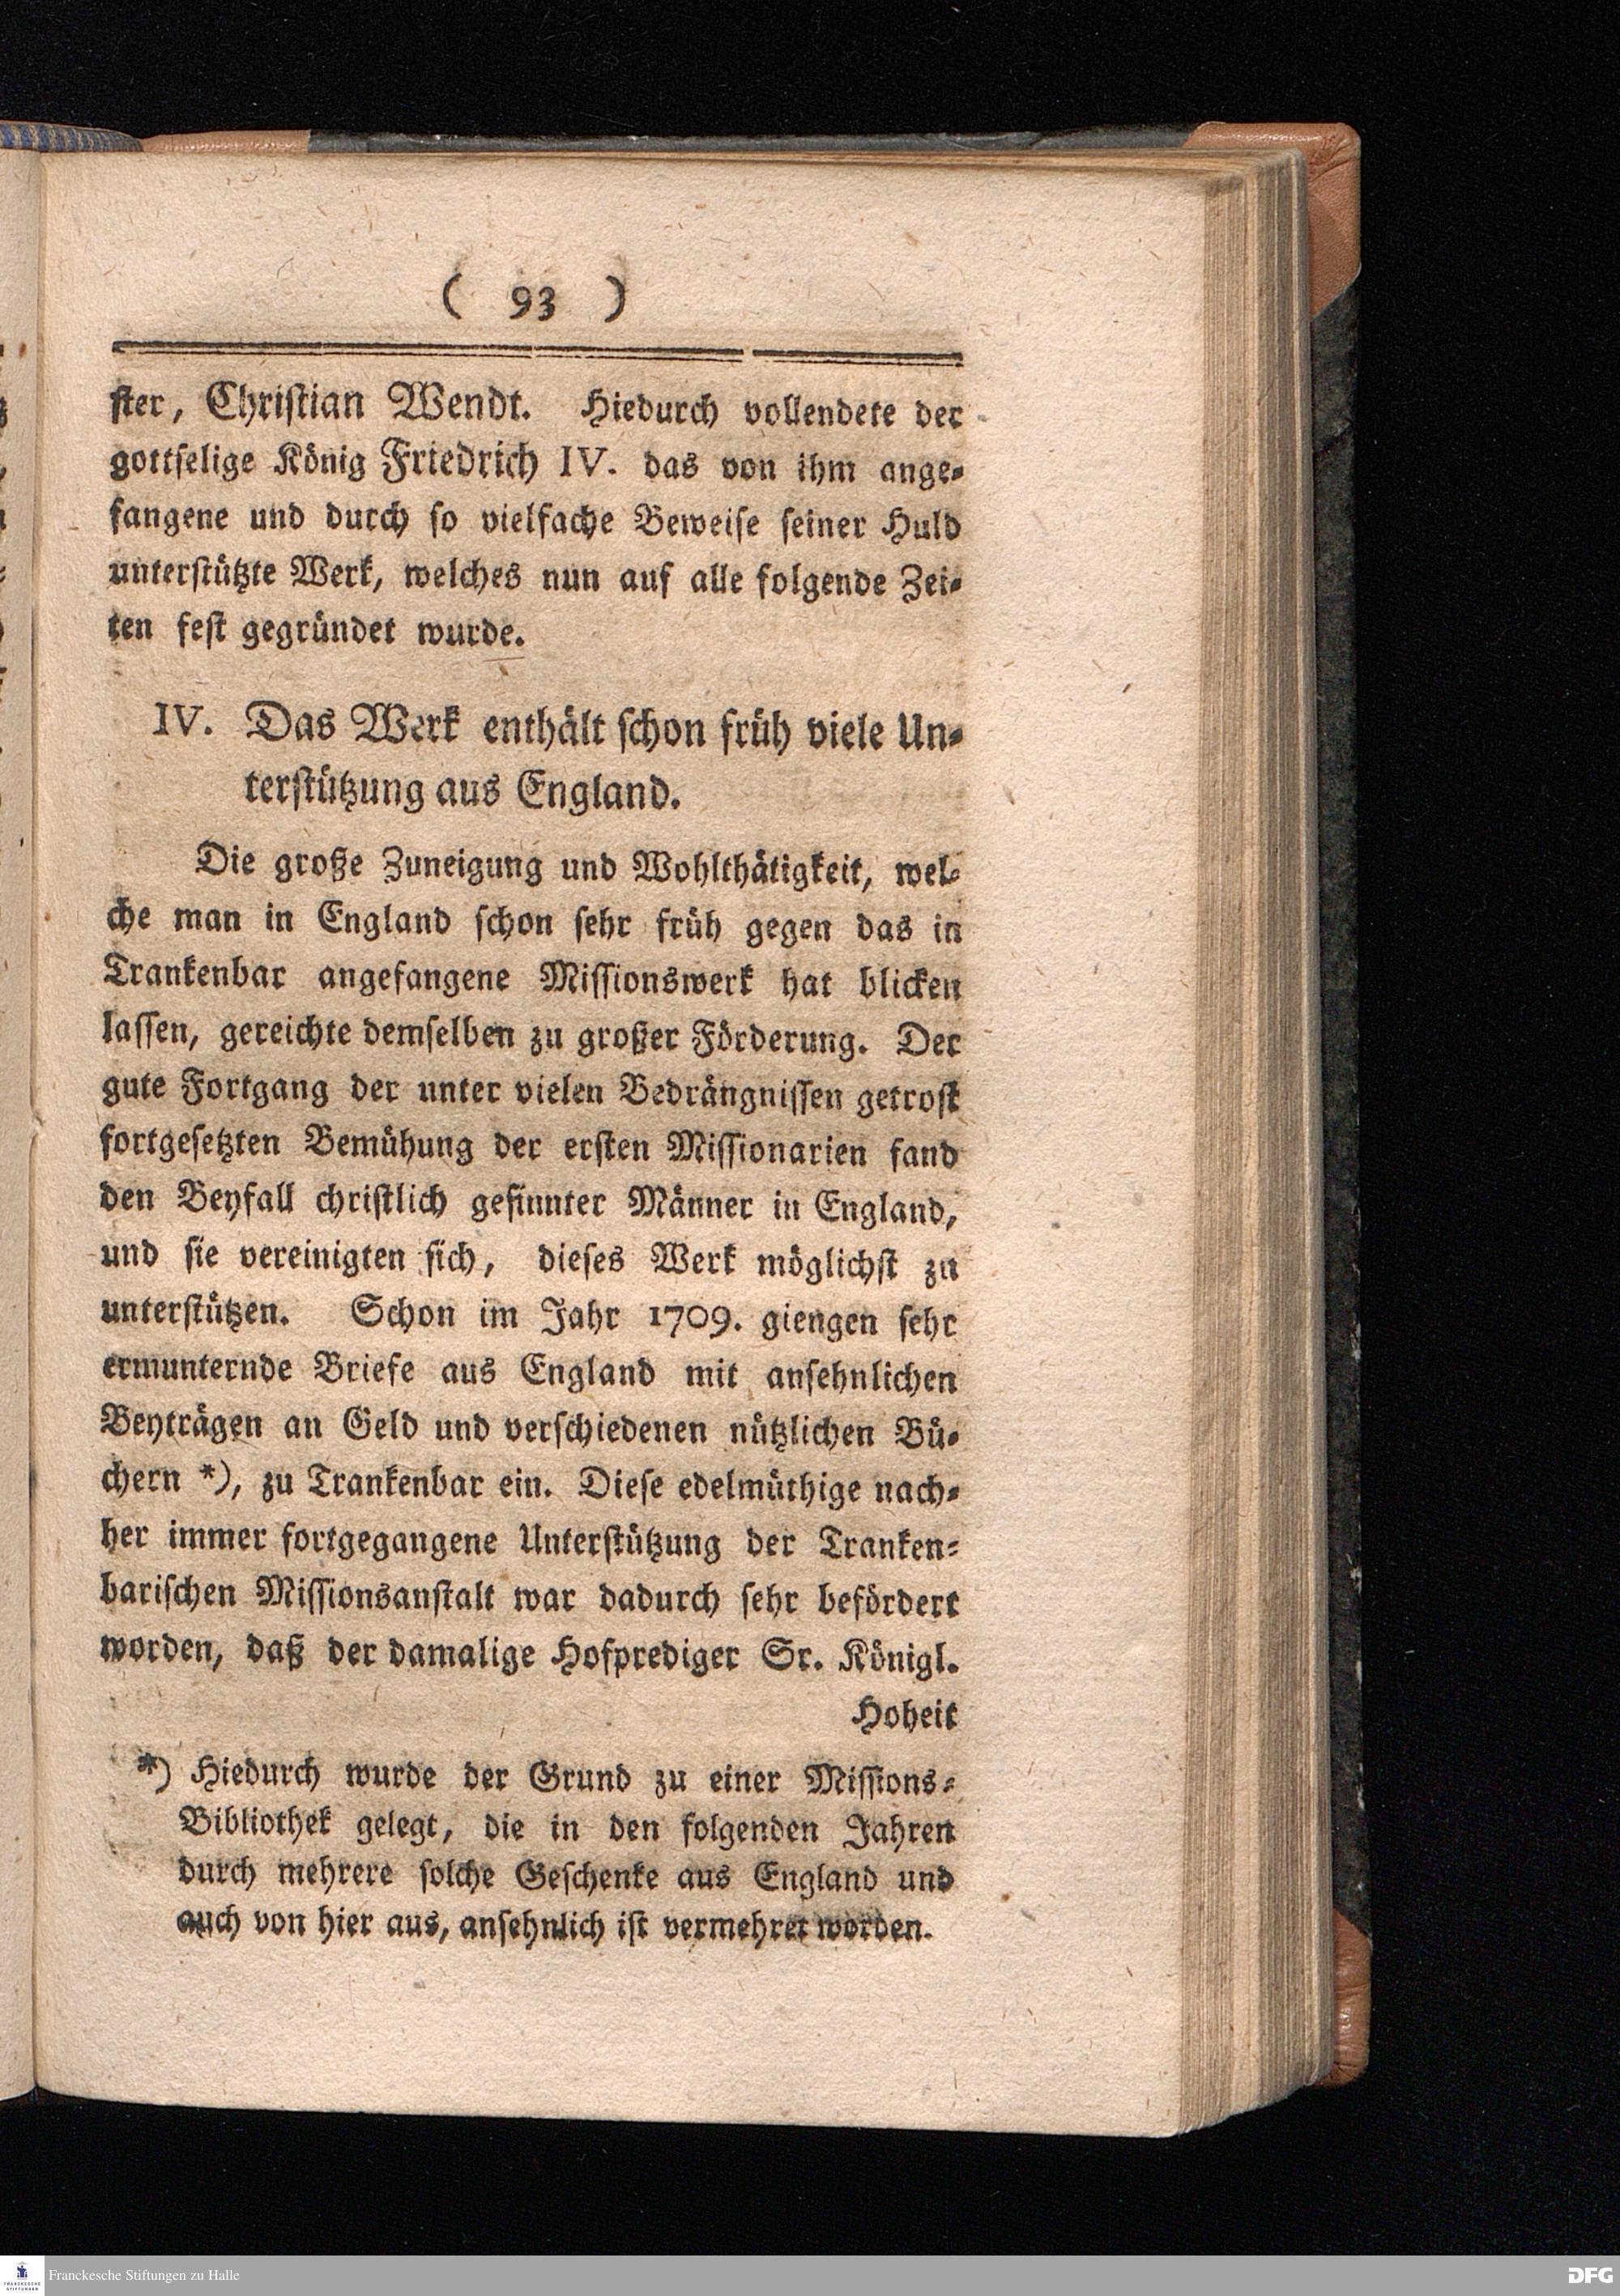 ( 93 )
ster, Christian Wendt. Hiedurch vollendete der
gottselige König Friedrich IV. das von ihm ange-
fangene und durch so vielfache Beweise seiner Huld
unterstützte Werk, welches nun auf alle folgende Zei-
ten fest gegründet wurde.
IV. Das Werk enthält schon früh viele Un-
terstützung aus England.
Die große Zuneigung und Wohlthätigkeit, wel-
che man in England schon sehr früh gegen das in
Trankenbar angefangene Missionswerk hat blicken
lassen, gereichte demselben zu großer Förderung. Der
gute Fortgang der unter vielen Bedrängnissen getrost
fortgesetzten Bemühung der ersten Missionarien fand
den Beyfall christlich gesinnter Männer in England,
und sie vereinigten sich, dieses Werk möglichst zu
unterstützen. Schon im Jahr 1709. giengen sehr
ermunternde Briefe aus England mit ansehnlichen
Beyträgen an Geld und verschiedenen nützlichen Bü-
chern *), zu Trankenbar ein. Diese edelmüthige nach-
her immer fortgegangene Unterstützung der Tranken-
barischen Missionsanstalt war dadurch sehr befördert
worden, daß der damalige Hofprediger Sr. Königl.
Hoheit
*) Hiedurch wurde der Grund zu einer Missions-
Bibliothek gelegt, die in den folgenden Jahren
durch mehrere solche Geschenke aus England und
auch von hier aus, ansehnlich ist vermehret worden.
FRANCKESCHE STIFTUNGEN
Franckesche Stiftungen zu Halle
DFG